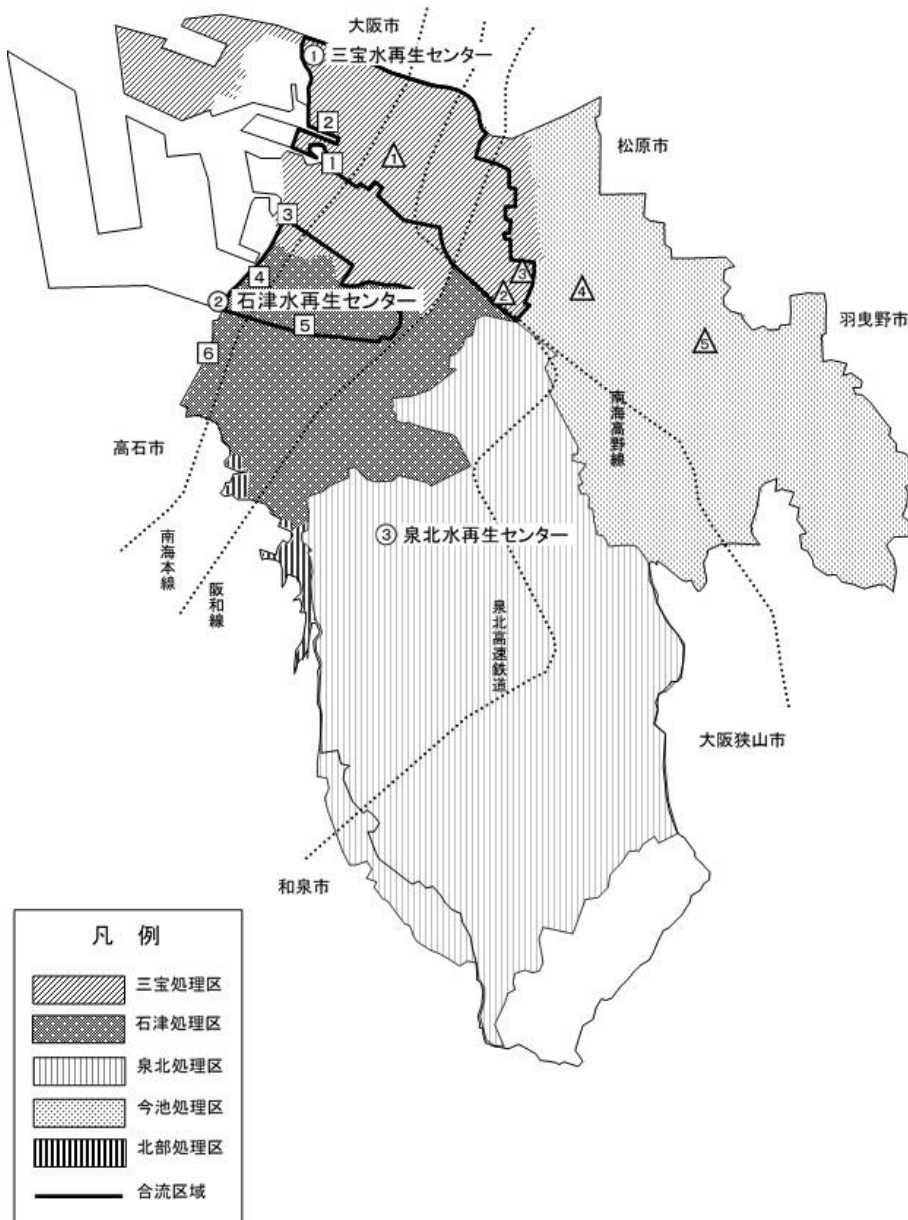 大阪市
① 三宝水再生センター
2
松原市
1
1
3
3
4
2
4
② 石津水再生センター
羽曳野市
5
5
6
南海高野線
高石市
③ 泉北水再生センター
南海本線
阪和線
泉北高速鉄道
大阪狭山市
和泉市
凡 例
三宝処理区
石津処理区
泉北処理区
今池処理区
北部処理区
合流区域